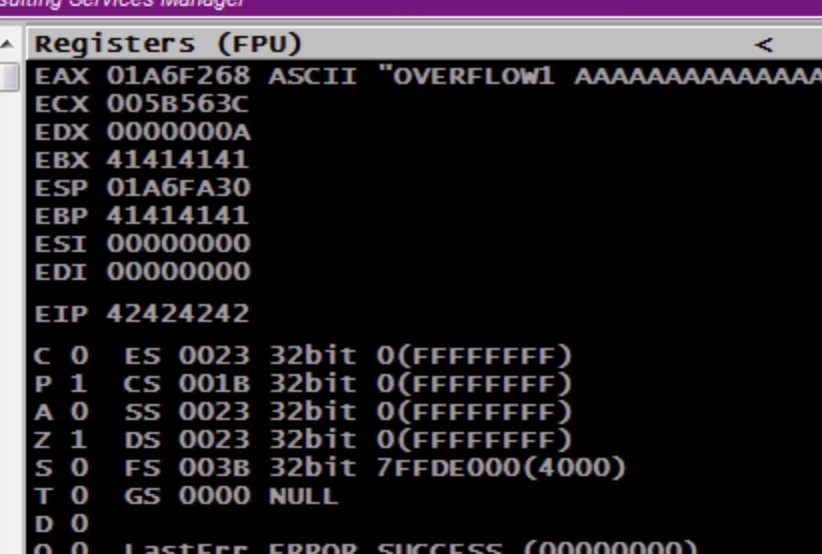 Services Manager
Registers (FPU) <
EAX 01A6F268 ASCII "OVERFLOW1 AAAAAAAAAAAAAA
ECX 005B563C
EDX 0000000A
EBX 41414141
ESP 01A6FA30
EBP 41414141
ESI 00000000
EDI 00000000
EIP 42424242
C 0 ES 0023 32bit 0(FFFFFFFF)
P 1 CS 001B 32bit 0(FFFFFFFF)
A 0 SS 0023 32bit 0(FFFFFFFF)
Z 1 DS 0023 32bit 0(FFFFFFFF)
S 0 FS 003B 32bit 7FFDE000(4000)
T 0 GS 0000 NULL
D 0
O 0 LastErr ERROR_SUCCESS (00000000)